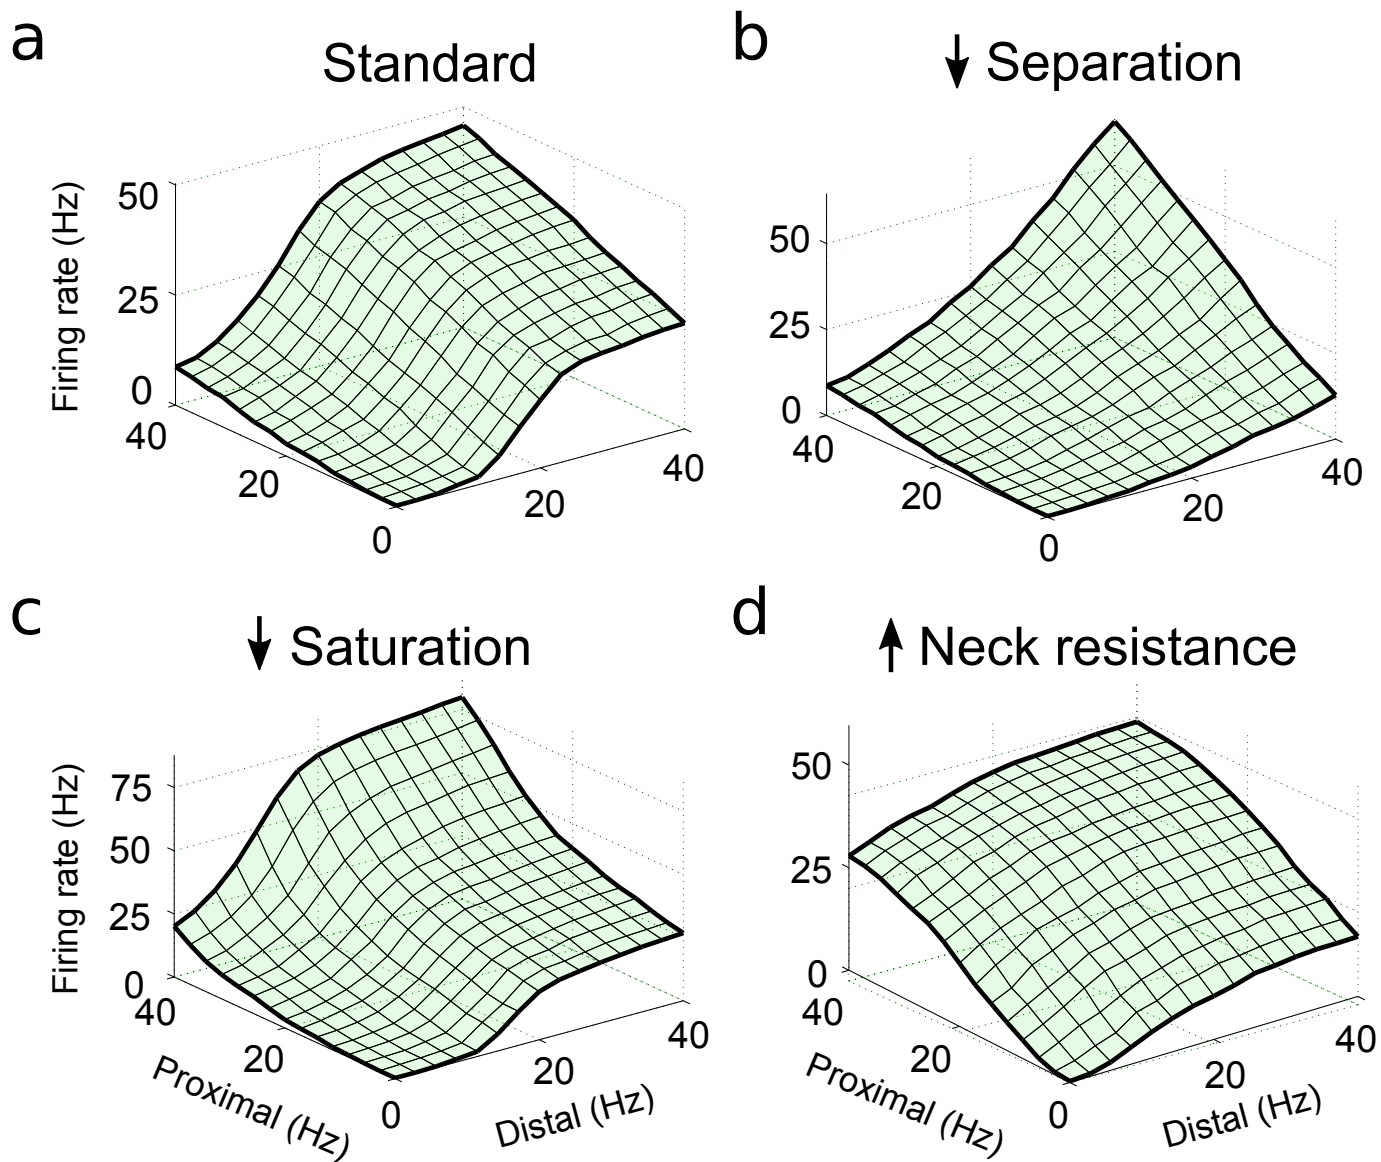 a
Standard
Firing rate (Hz)
50
25
0
40
20
0
20
40
b
↓ Separation
50
25
0
40
20
0
20
40
c
↓ Saturation
Firing rate (Hz)
75
50
25
0
40
20
0
20
40
Proximal (Hz)
Distal (Hz)
d
↑ Neck resistance
50
25
0
40
20
0
20
40
Proximal (Hz)
Distal (Hz)